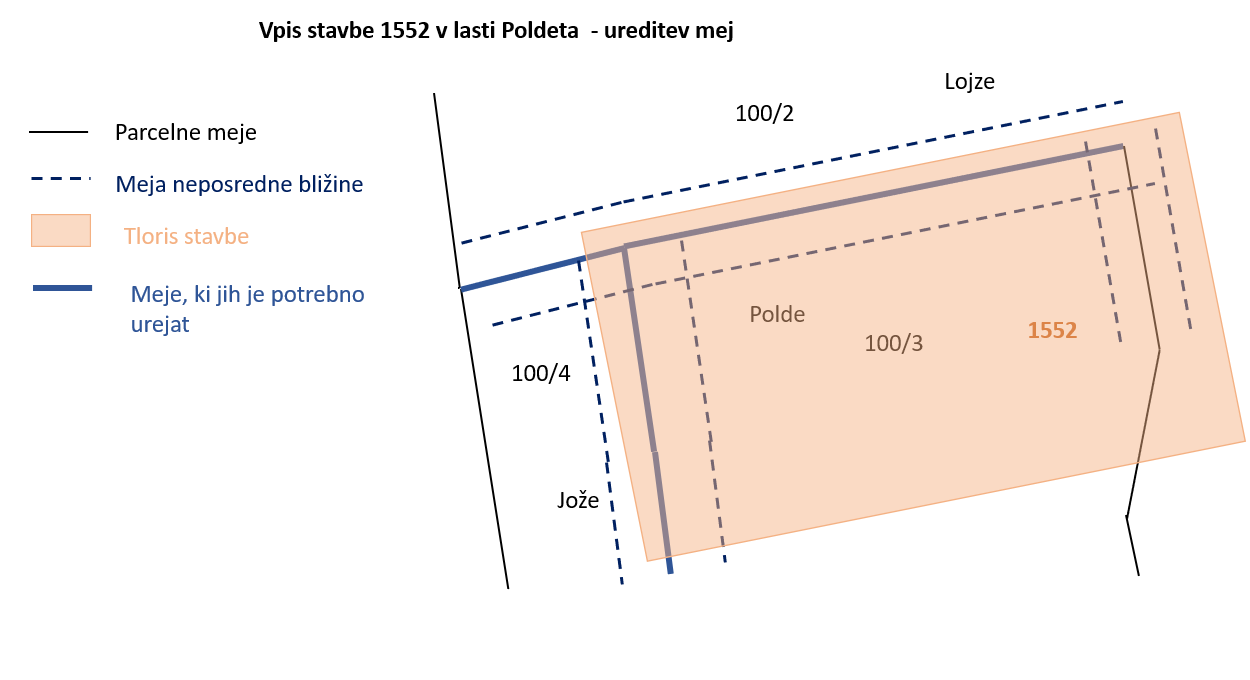 Vpis stavbe 1552 v lasti Poldeta  - ureditev mej
Lojze
100/2
Parcelne meje
Meja neposredne bližine
Tloris stavbe
Meje, ki jih je potrebno
urejat
Polde
100/3
1552
100/4
Jože